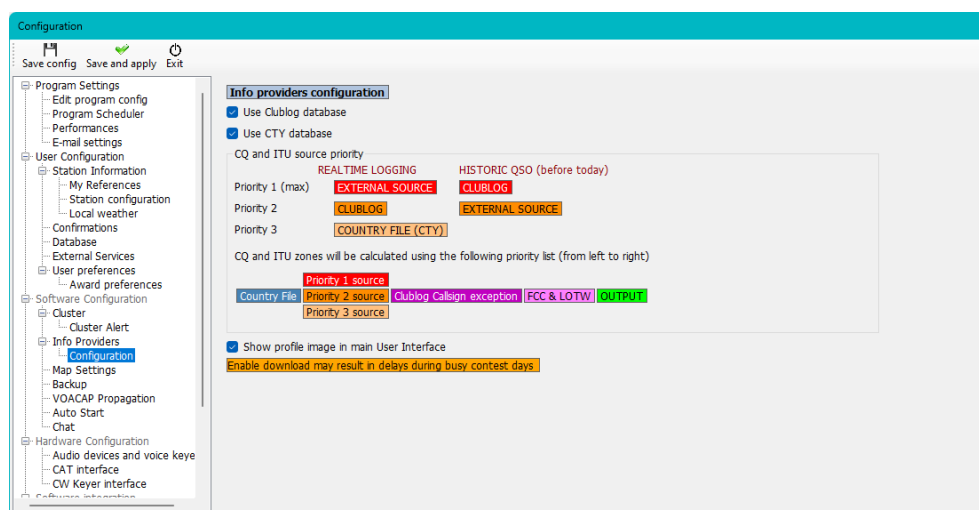 Configuration
Save config Save and apply Exit
Program Settings
Edit program config
Program Scheduler
Performances
E-mail settings
User Configuration
Station Information
My References
Station configuration
Local weather
Confirmations
Database
External Services
User preferences
Award preferences
Software Configuration
Cluster
Cluster Alert
Info Providers
Configuration
Map Settings
Backup
VOACAP Propagation
Auto Start
Chat
Hardware Configuration
Audio devices and voice keye
CAT interface
CW Keyer interface
Software integration
Info providers configuration
Use Clublog database
Use CTY database
CQ and ITU source priority
REALTIME LOGGING HISTORIC QSO (before today)
Priority 1 (max) EXTERNAL SOURCE CLUBLOG
Priority 2 CLUBLOG EXTERNAL SOURCE
Priority 3 COUNTRY FILE (CTY)
CQ and ITU zones will be calculated using the following priority list (from left to right)
Priority 1 source
Country File Priority 2 source Clublog Callsign exception FCC & LOTW OUTPUT
Priority 3 source
Show profile image in main User Interface
Enable download may result in delays during busy contest days